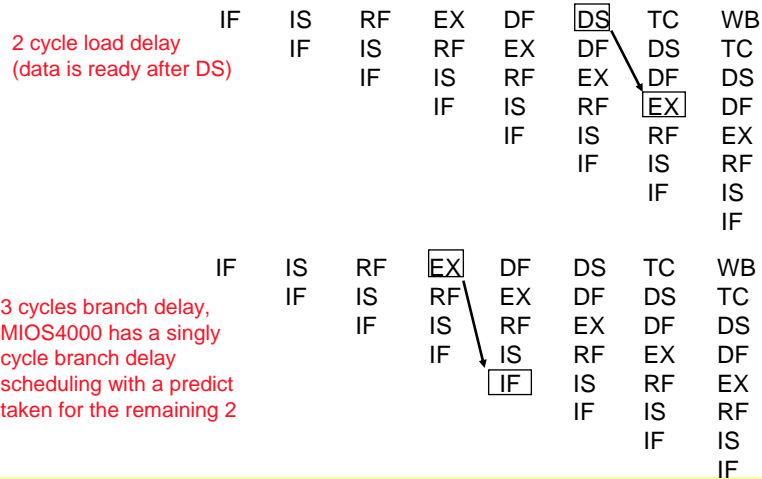 IF IS RF EX DF DS TC WB
2 cycle load delay
(data is ready after DS)
IF IS RF EX DF DS TC
IF IS RF EX DF DS
IF IS RF EX DF
IF IS RF EX
IF IS RF
IF IS
IF
IF IS RF EX DF DS TC WB
3 cycles branch delay,
MIOS4000 has a singly
cycle branch delay
scheduling with a predict
taken for the remaining 2
IF IS RF EX DF DS TC
IF IS RF EX DF DS
IF IS RF EX DF
IF IS RF EX
IF IS RF
IF IS
IF